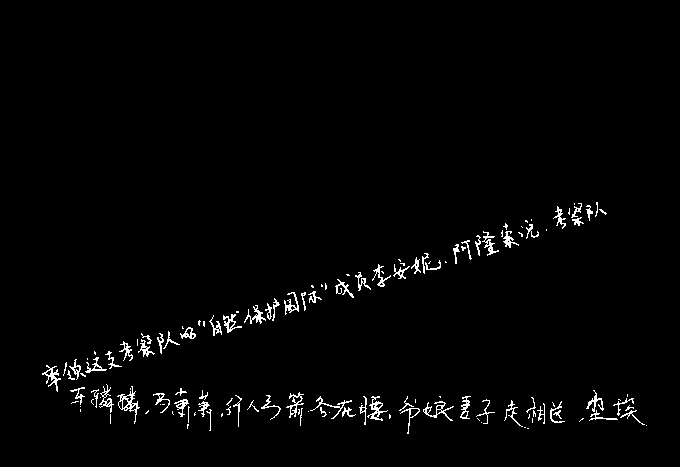 率领这支考察队的“自然保护国际”成员李安妮.阿隆索说,考察队
车辚辚,马萧萧,行人弓箭各在腰,爷娘妻子走相送,尘埃